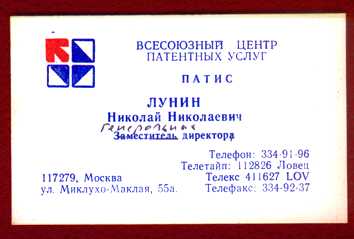 ВСЕСОЮЗНЫЙ ЦЕНТР
ПАТЕНТНЫХ УСЛУГ
ПАТИС
ЛУНИН
Николай Николаевич
Генеральный
Заместитель директора
Телефон: 334-91-96
Телетайп: 112826 Ловец
117279, Москва Телекс 411627 LOV
ул. Миклухо-Маклая, 55а. Телефакс: 334-92-37